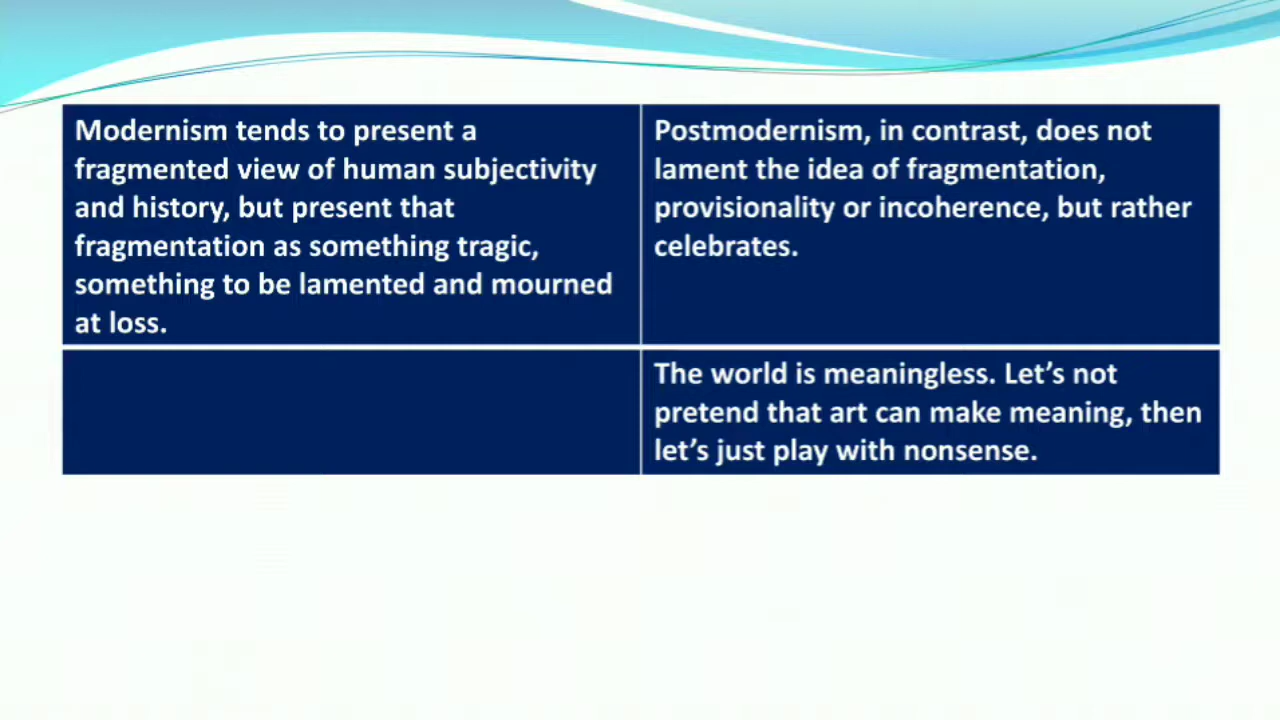 Modernism tends to present a
fragmented view of human subjectivity
and history, but present that
fragmentation as something tragic,
something to be lamented and mourned
at loss.
Postmodernism, in contrast, does not
lament the idea of fragmentation,
provisionality or incoherence, but rather
celebrates.
The world is meaningless. Let’s not
pretend that art can make meaning, then
let’s just play with nonsense.